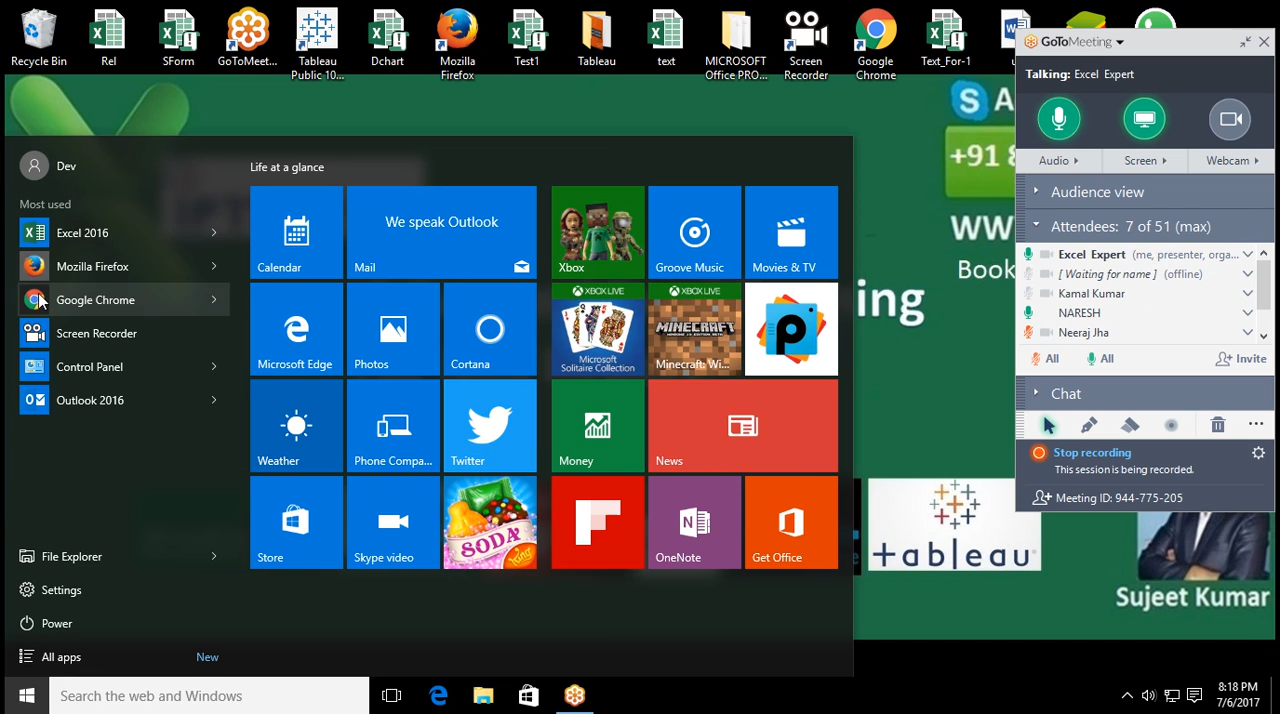 Recycle Bin
Rel
SForm
GoToMeet...
Tableau
Public 10...
Dchart
Mozilla
Firefox
Test1
Tableau
text
MICROSOFT
Office PRO...
Screen
Recorder
Google
Chrome
Text_For-1
GoToMeeting
Talking: Excel Expert
Audio
Screen
Webcam
Audience view
Attendees: 7 of 51 (max)
Excel Expert (me, presenter, orga...
[ Waiting for name ] (offline)
Kamal Kumar
NARESH
Neeraj Jha
All
All
Invite
Chat
Stop recording
This session is being recorded.
Meeting ID: 944-775-205
Dev
Most used
Excel 2016
Mozilla Firefox
Google Chrome
Screen Recorder
Control Panel
Outlook 2016
File Explorer
Settings
Power
All apps
New
Life at a glance
Calendar
We speak Outlook
Mail
Xbox
Groove Music
Movies & TV
Microsoft Edge
Photos
Cortana
XBOX LIVE
Microsoft
Solitaire Collection
XBOX LIVE
MINECRAFT
Minecraft: Wi...
Weather
Phone Compa...
Twitter
Money
News
Store
Skype video
SODA
King
OneNote
Get Office
+91 8
WW
Book
ing
+ableau
Sujeet Kumar
Search the web and Windows
8:18 PM
7/6/2017